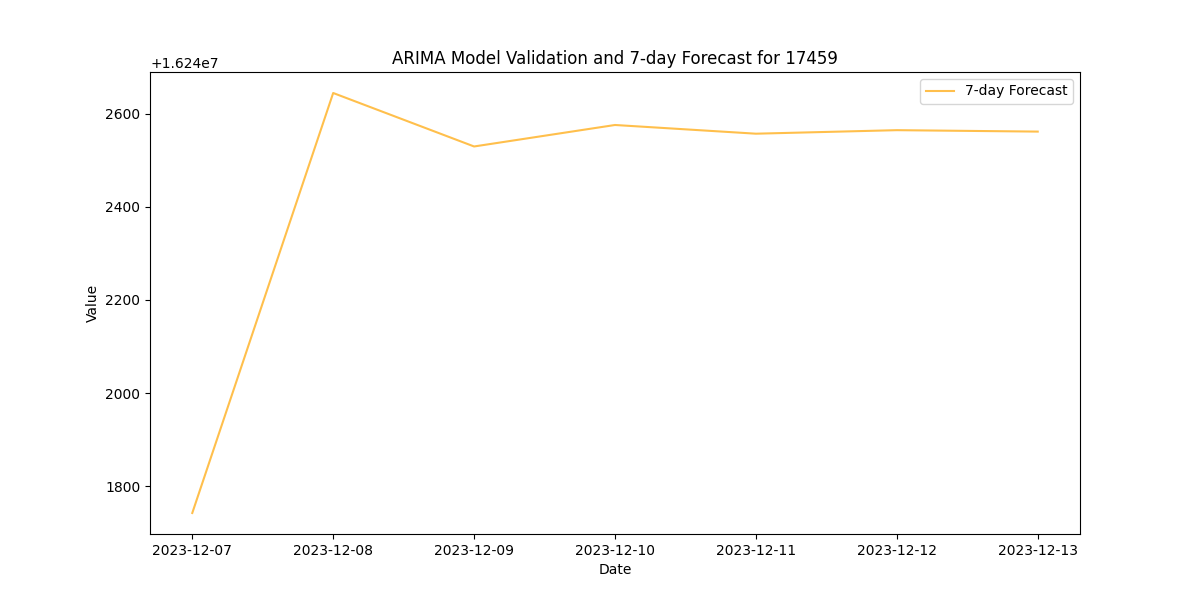 ARIMA Model Validation and 7-day Forecast for 17459
+1.624e7
7-day Forecast
2600
2400
2200
2000
1800
Value
2023-12-07 2023-12-08 2023-12-09 2023-12-10 2023-12-11 2023-12-12 2023-12-13
Date